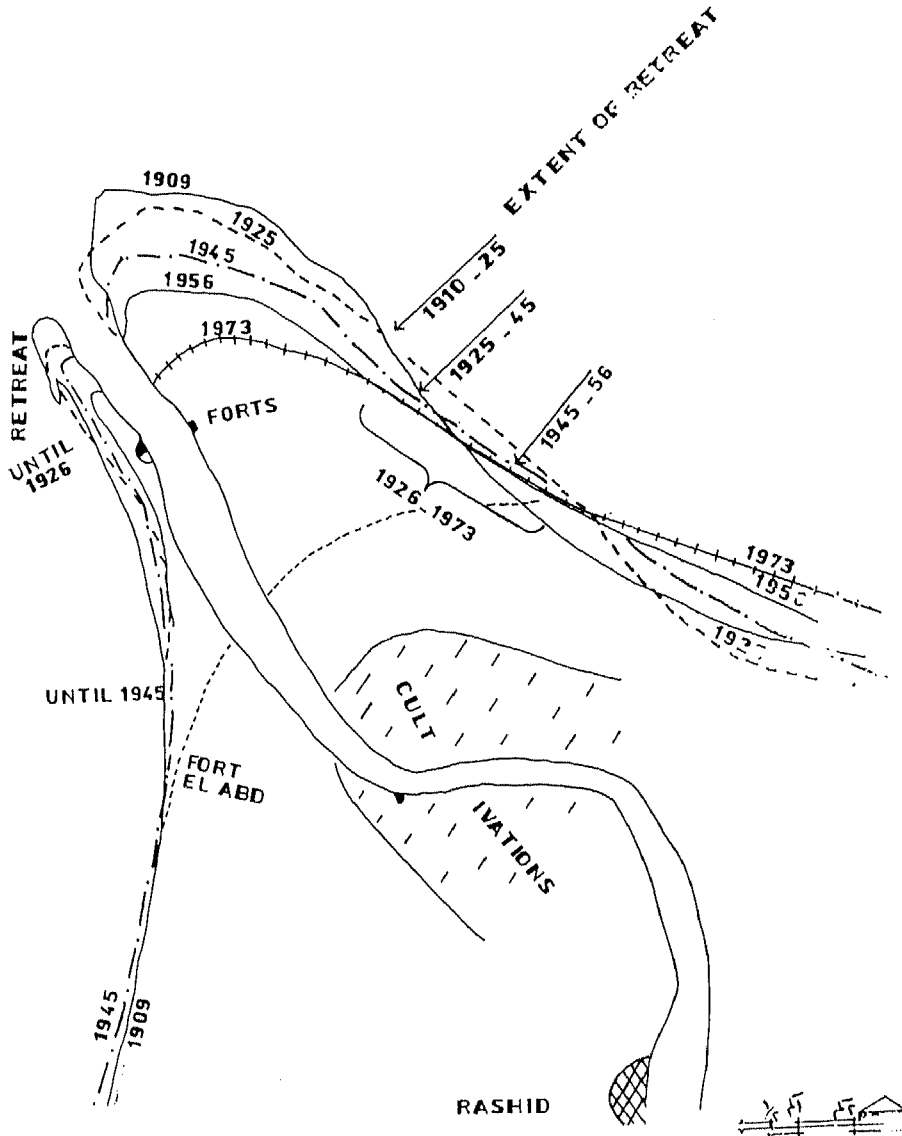 EXTENT OF RETREAT
1909
1925
1945
1956
1973
1910 - 25
1925 - 45
1945 - 56
RETREAT
UNTIL
1926
FORTS
1926 - 1973
1973
UNTIL 1945
CULT
IVATIONS
FORT
EL ABD
1945
1909
RASHID